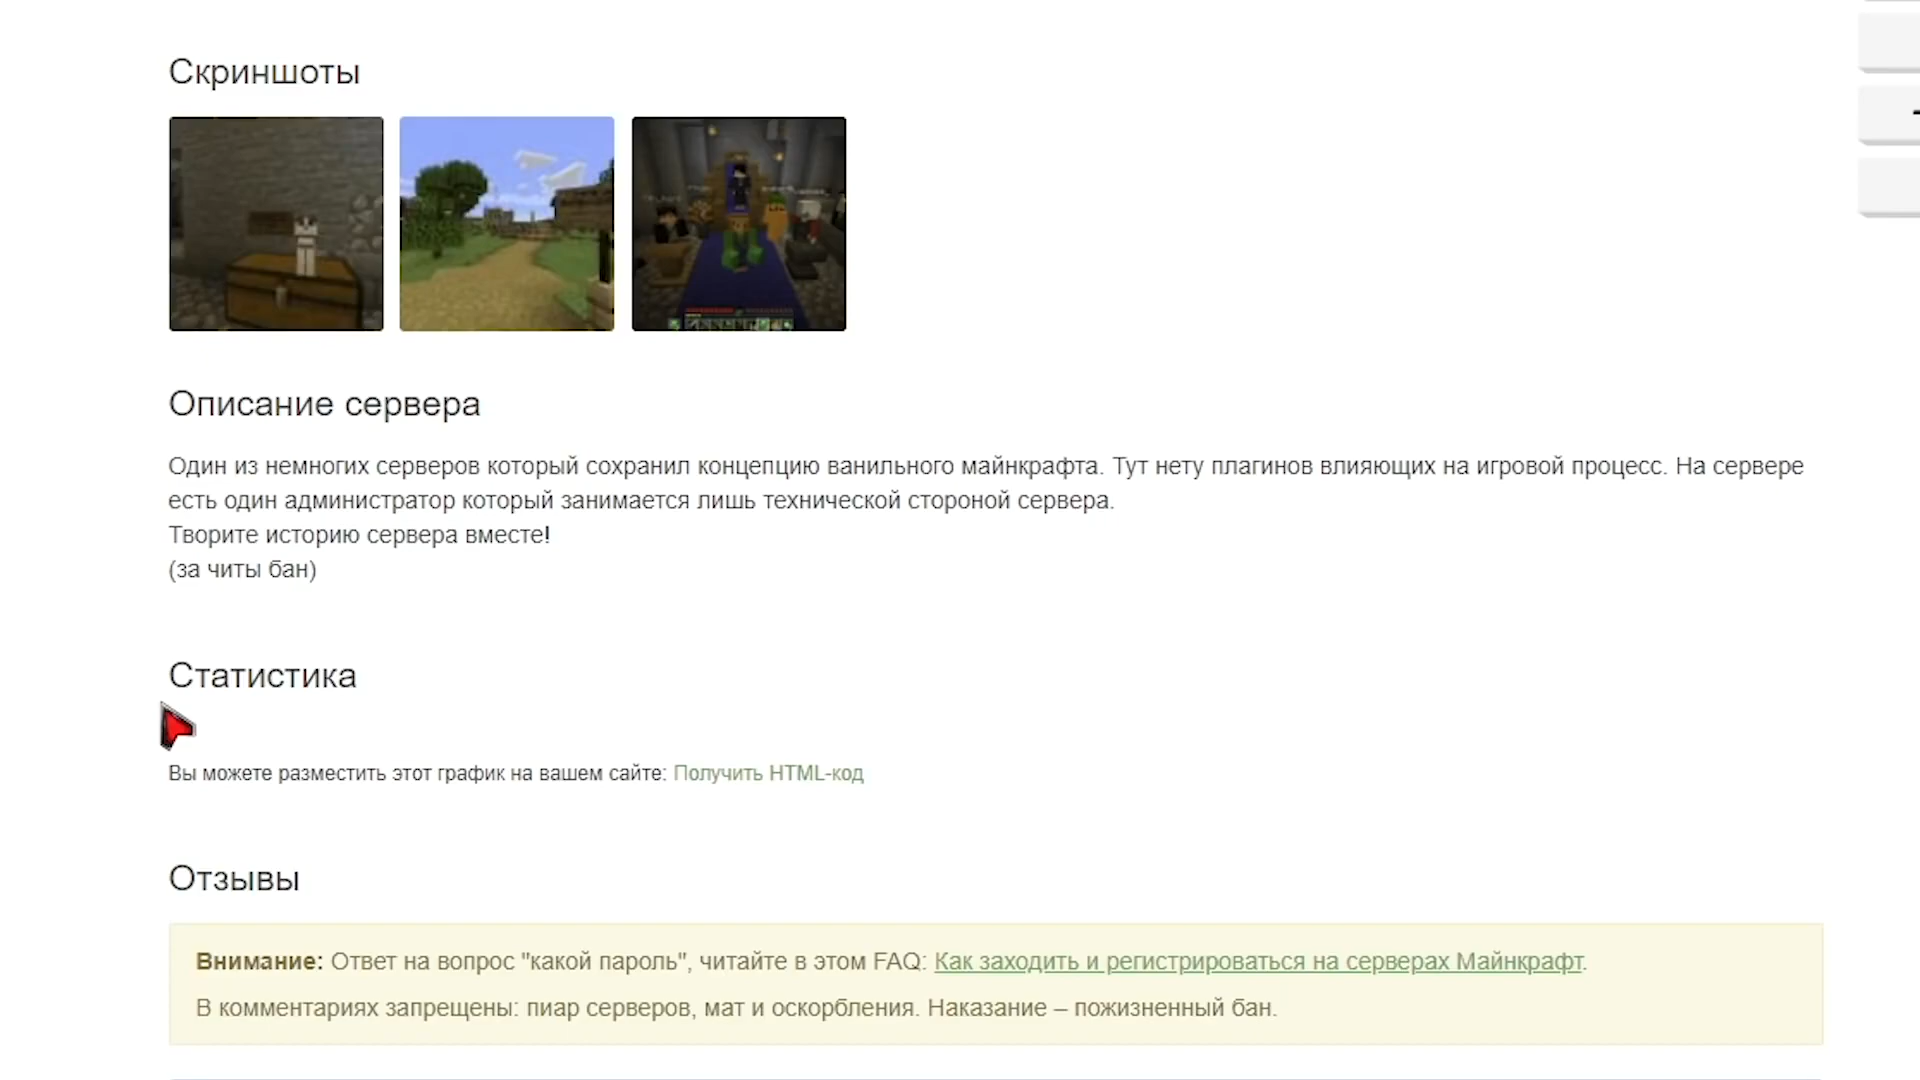 Скриншоты
Описание сервера
Один из немногих серверов который сохранил концепцию ванильного майнкрафта. Тут нету плагинов влияющих на игровой процесс. На сервере
есть один администратор который занимается лишь технической стороной сервера.
Творите историю сервера вместе!
(за читы бан)
Статистика
Вы можете разместить этот график на вашем сайте: Получить HTML-код
Отзывы
Внимание: Ответ на вопрос "какой пароль", читайте в этом FAQ: Как заходить и регистрироваться на серверах Майнкрафт.
В комментариях запрещены: пиар серверов, мат и оскорбления. Наказание – пожизненный бан.